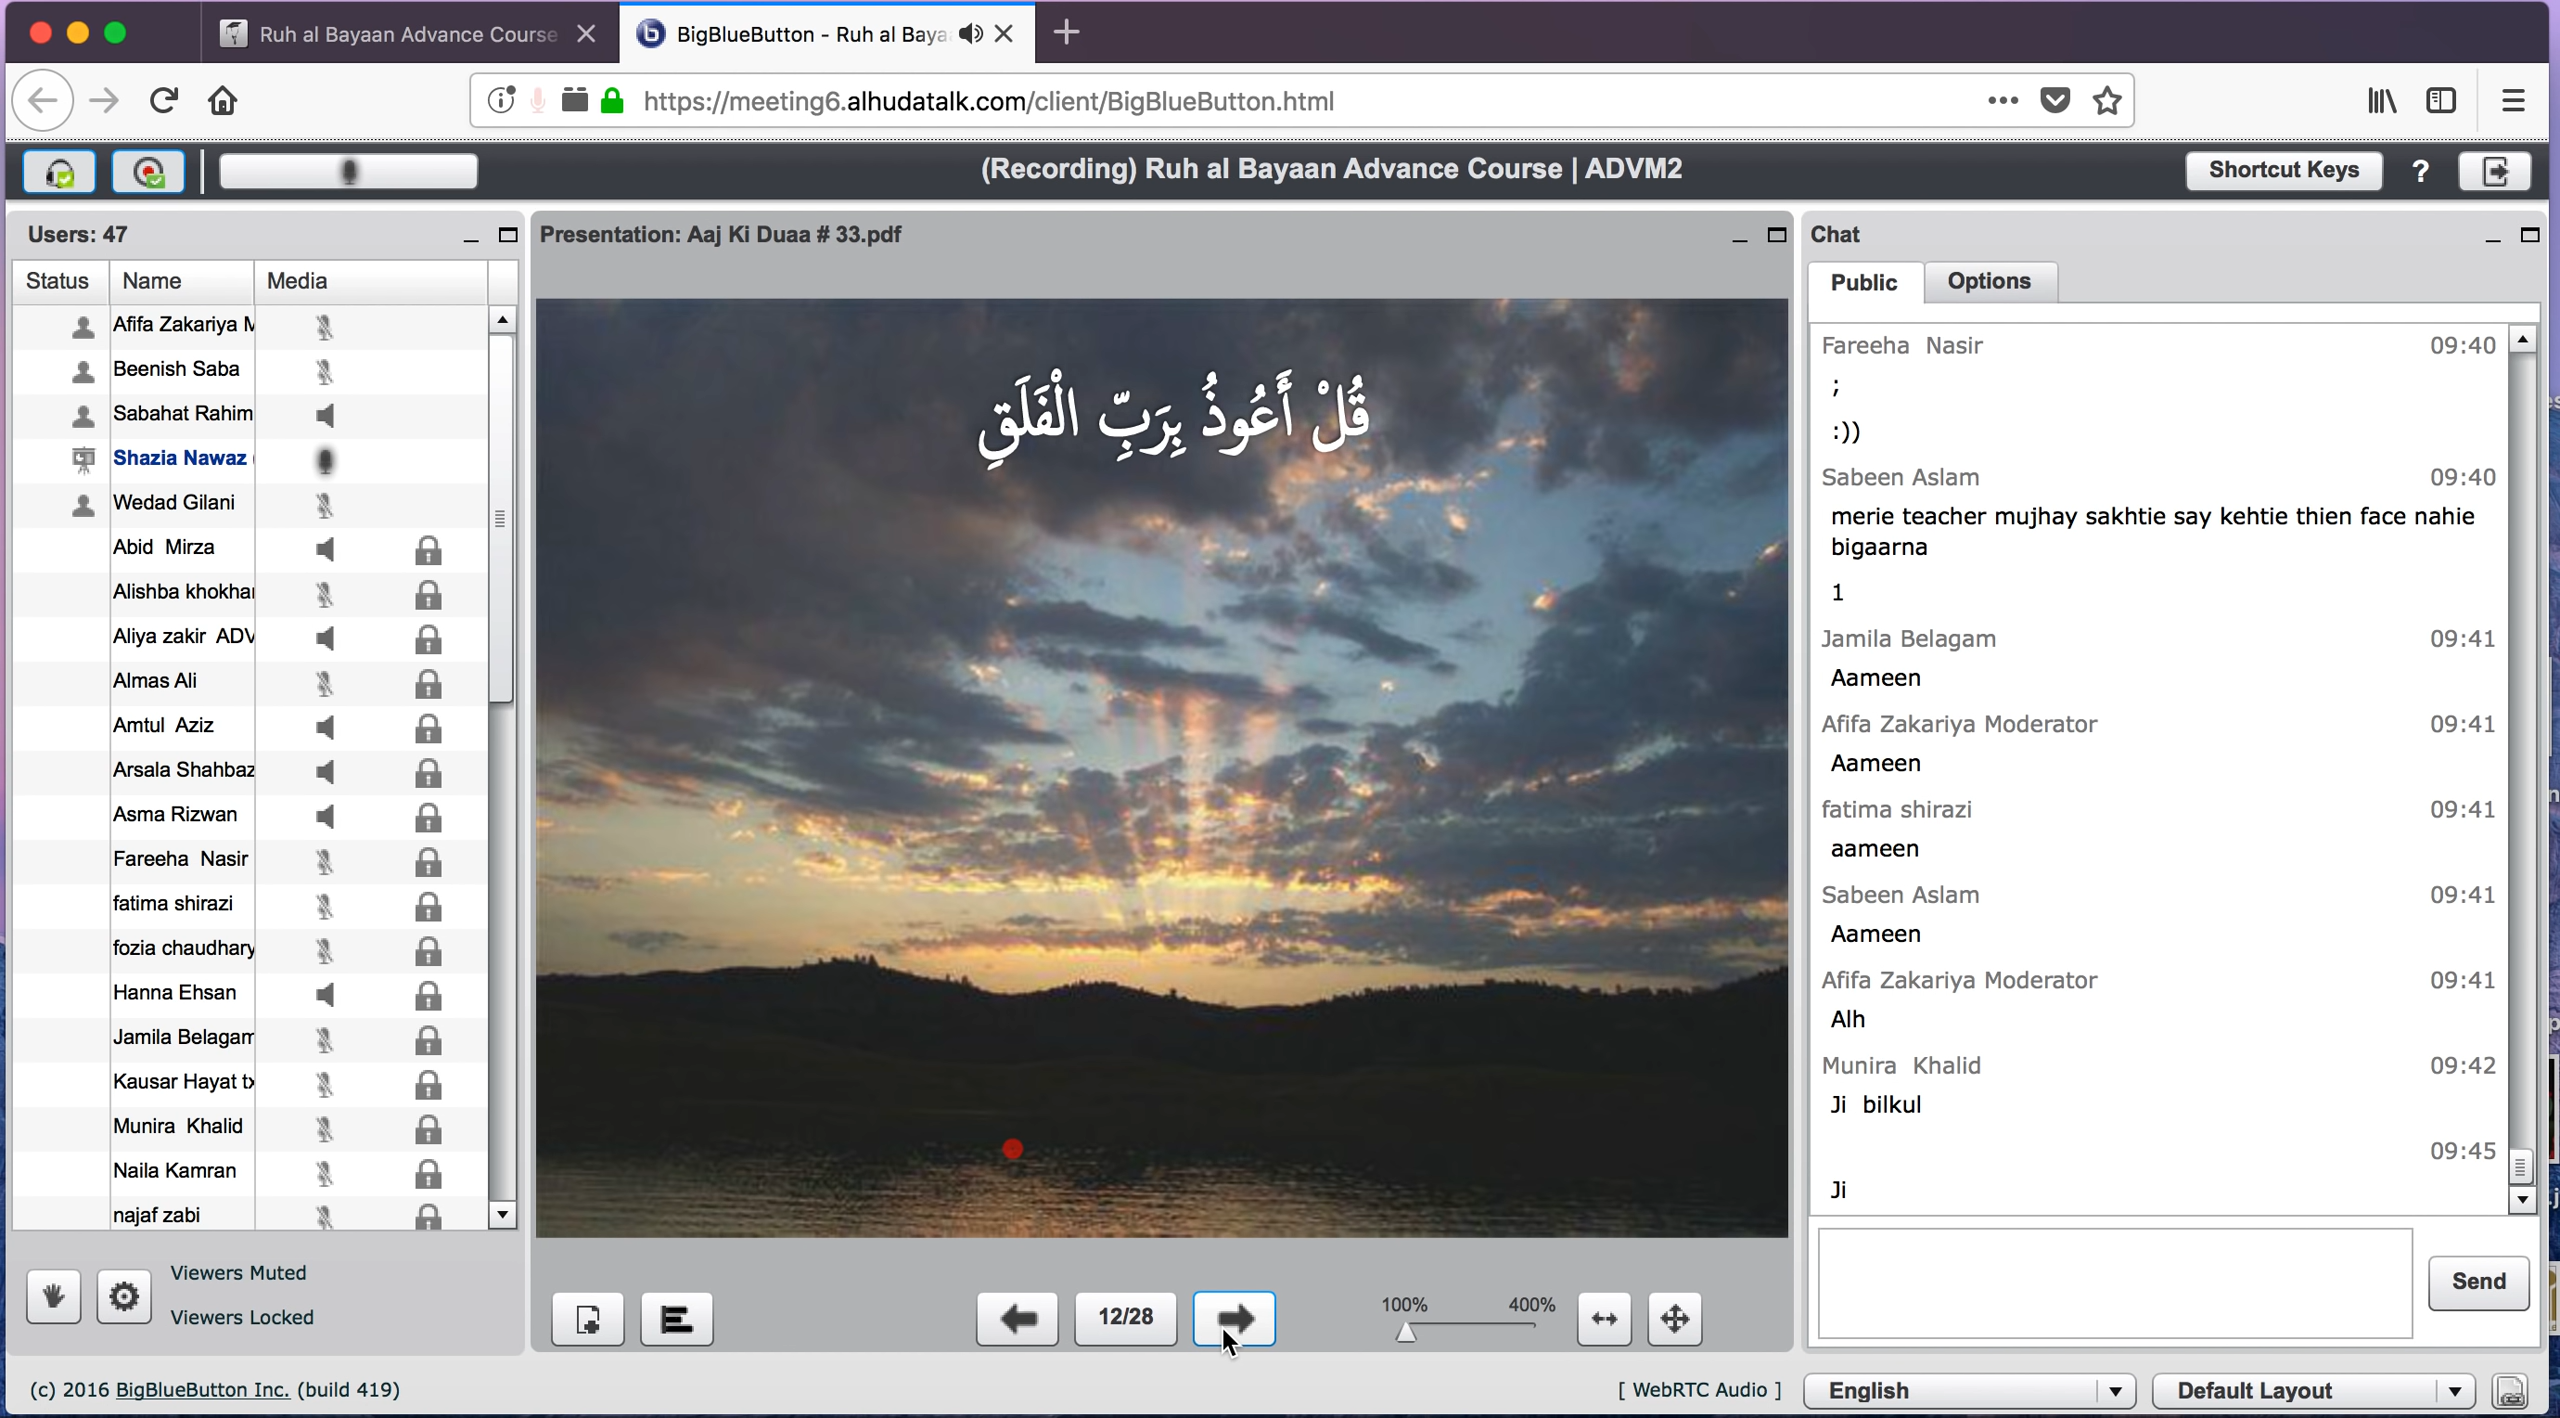 Ruh al Bayaan Advance Course
BigBlueButton - Ruh al Baya
https://meeting6.alhudatalk.com/client/BigBlueButton.html
(Recording) Ruh al Bayaan Advance Course | ADVM2
Shortcut Keys
?
Users: 47
Status Name Media
Afifa Zakariya M
Beenish Saba
Sabahat Rahim
Shazia Nawaz
Wedad Gilani
Abid Mirza
Alishba khokhar
Aliya zakir ADV
Almas Ali
Amtul Aziz
Arsala Shahbaz
Asma Rizwan
Fareeha Nasir
fatima shirazi
fozia chaudhary
Hanna Ehsan
Jamila Belagam
Kausar Hayat tx
Munira Khalid
Naila Kamran
najaf zabi
Viewers Muted
Viewers Locked
Presentation: Aaj Ki Duaa # 33.pdf
قُلْ أَعُوذُ بِرَبِّ الْفَلَقِ
12/28
100% 400%
Chat
Public Options
Fareeha Nasir 09:40
;
:))
Sabeen Aslam 09:40
merie teacher mujhay sakhtie say kehtie thien face nahie
bigaarna
1
Jamila Belagam 09:41
Aameen
Afifa Zakariya Moderator 09:41
Aameen
fatima shirazi 09:41
aameen
Sabeen Aslam 09:41
Aameen
Afifa Zakariya Moderator 09:41
Alh
Munira Khalid 09:42
Ji bilkul
09:45
Ji
Send
(c) 2016 BigBlueButton Inc. (build 419)
[ WebRTC Audio ]
English
Default Layout